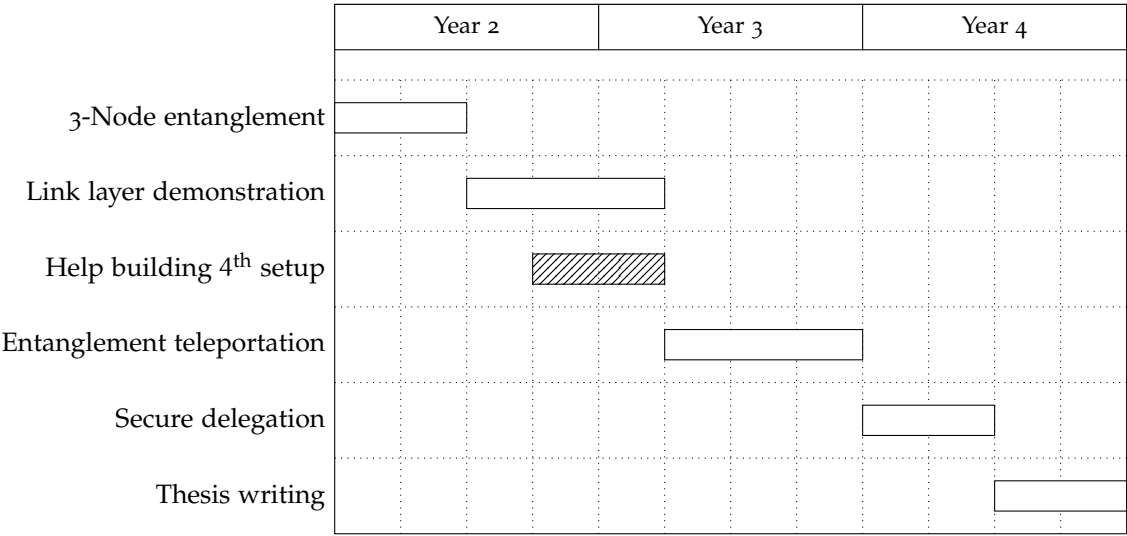 Year 2 Year 3 Year 4
3-Node entanglement
Link layer demonstration
Help building 4th setup
Entanglement teleportation
Secure delegation
Thesis writing